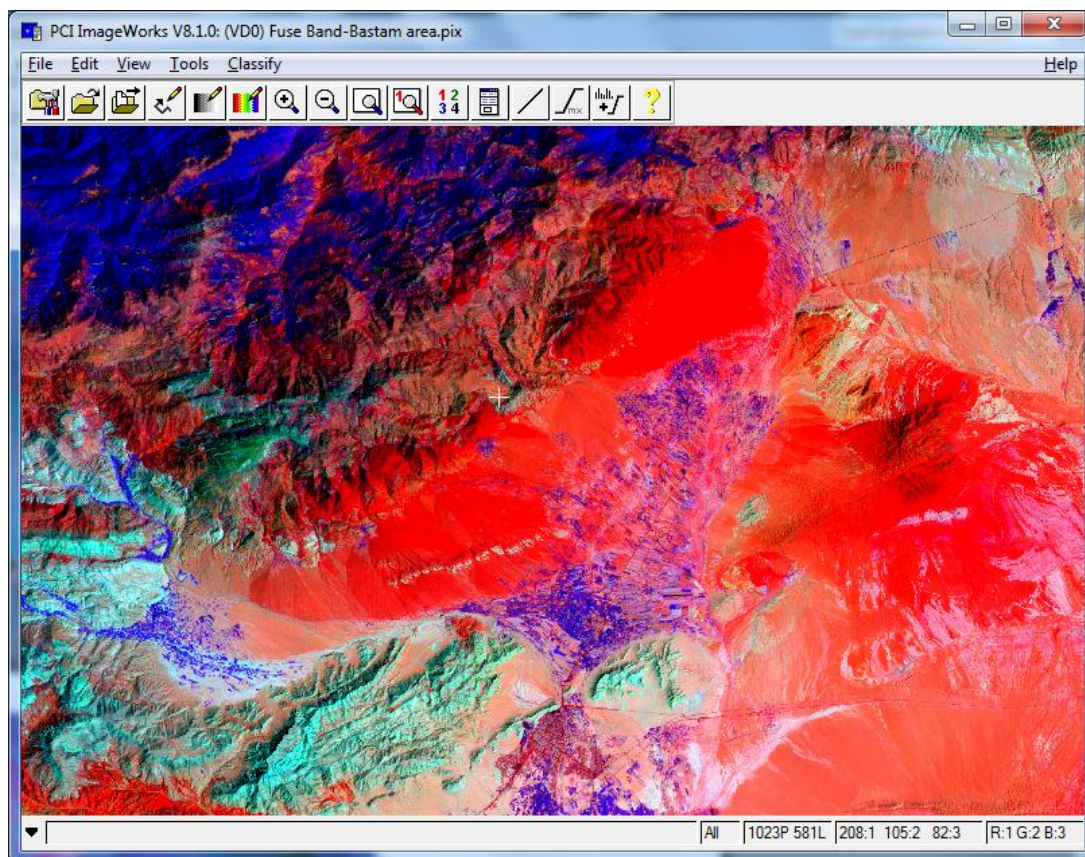 PCI ImageWorks V8.1.0: (VD0) Fuse Band-Bastam area.pix
File Edit View Tools Classify Help
1 2
3 4
mx
?
All 1023P 581L 208:1 105:2 82:3 R:1 G:2 B:3